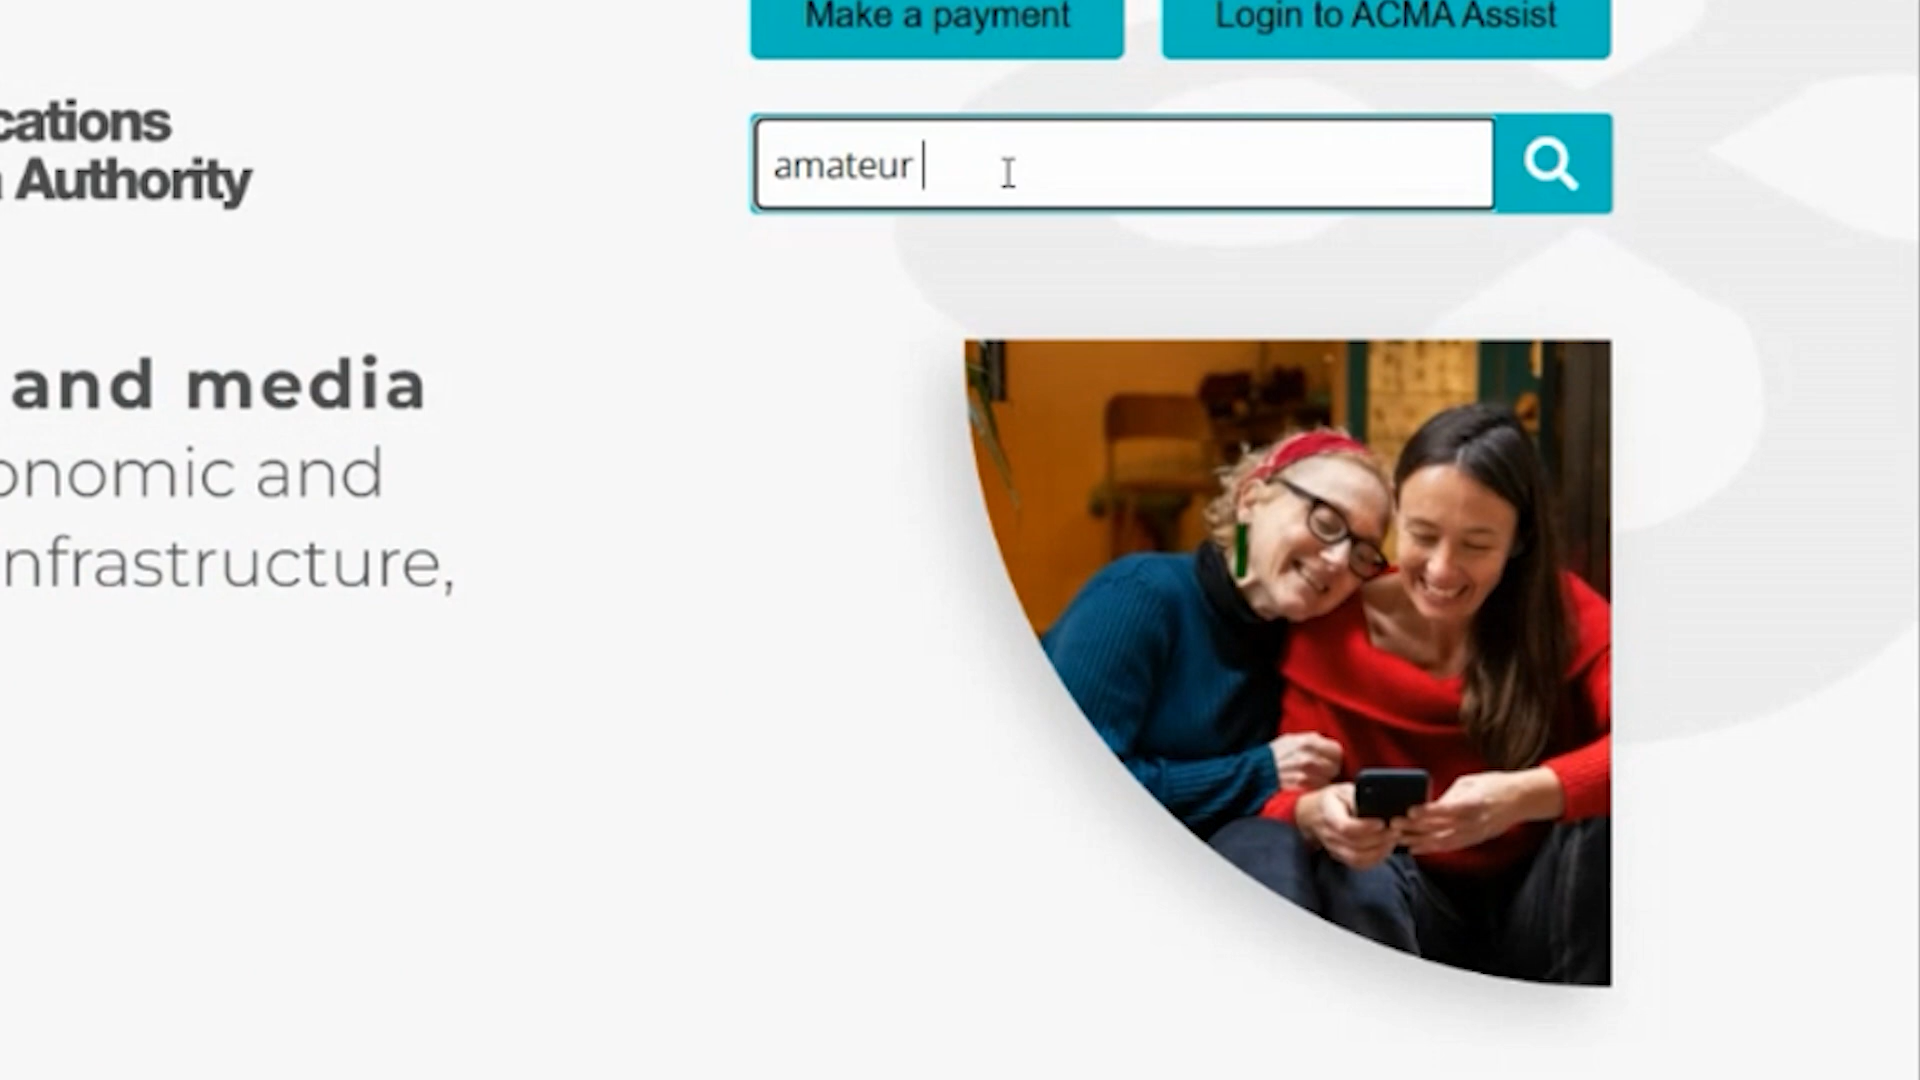 Make a payment
Login to ACMA Assist
cations
Authority
amateur
and media
onomic and
nfrastructure,